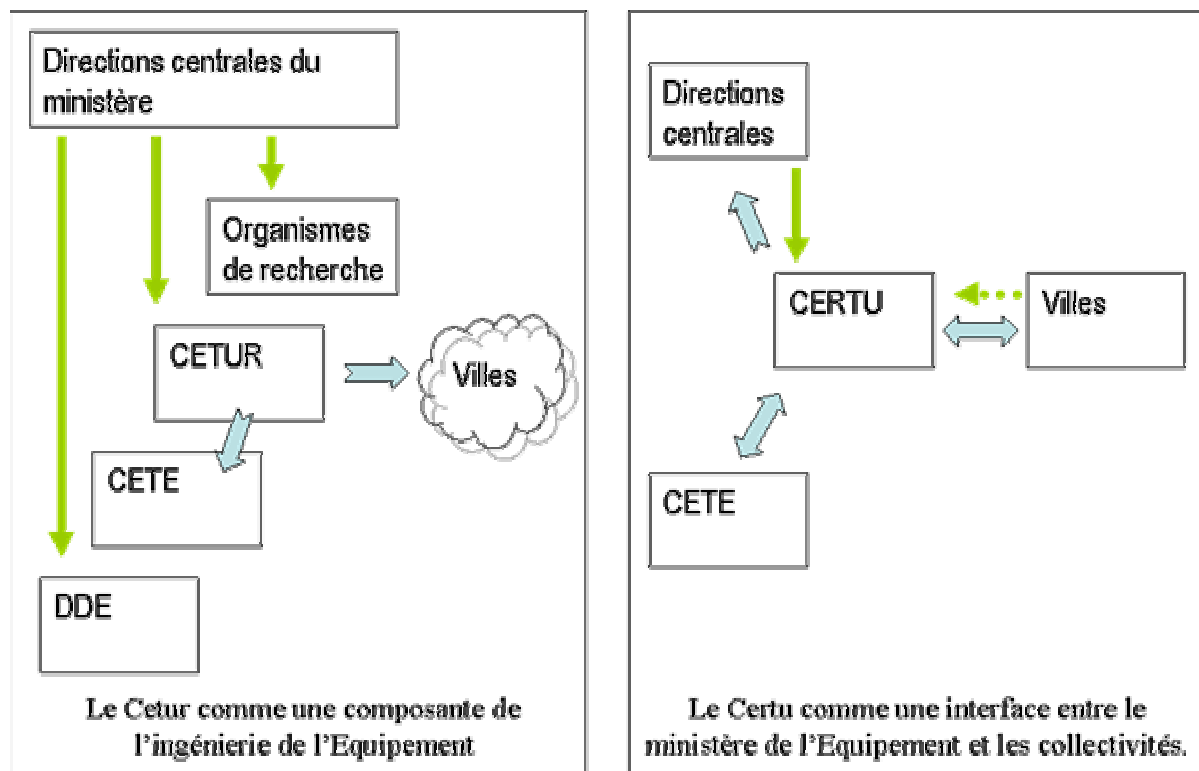 Directions centrales du
ministère
Organismes
de recherche
CETUR
Villes
CETE
DDE
Le Cetur comme une composante de
l'ingénierie de l'Equipement
Directions
centrales
CERTU
Villes
CETE
Le Certu comme une interface entre le
ministère de l'Equipement et les collectivités.